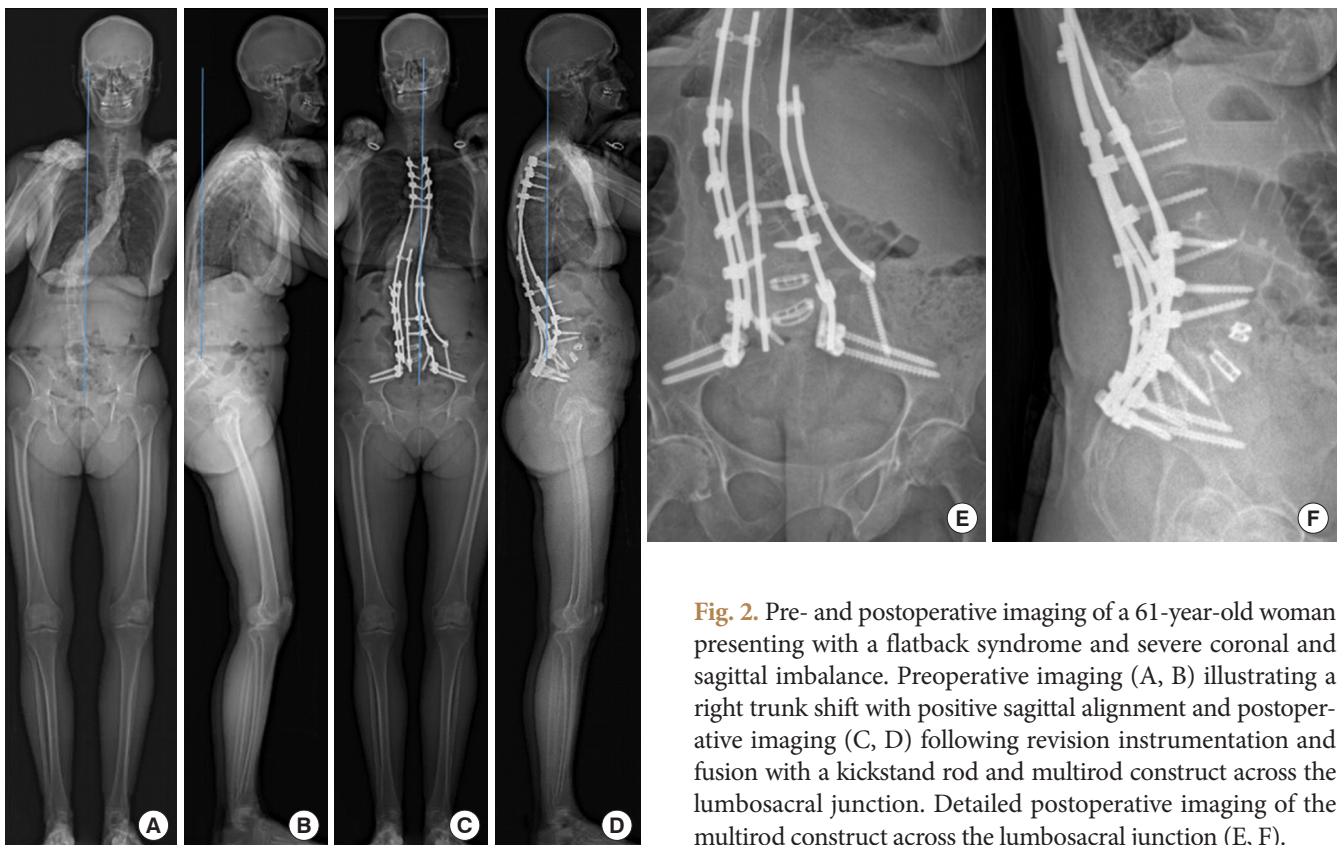 E
F
A
B
C
D
Fig. 2. Pre- and postoperative imaging of a 61-year-old woman
presenting with a flatback syndrome and severe coronal and
sagittal imbalance. Preoperative imaging (A, B) illustrating a
right trunk shift with positive sagittal alignment and postoper-
ative imaging (C, D) following revision instrumentation and
fusion with a kickstand rod and multirod construct across the
lumbosacral junction. Detailed postoperative imaging of the
multirod construct across the lumbosacral junction (E, F).